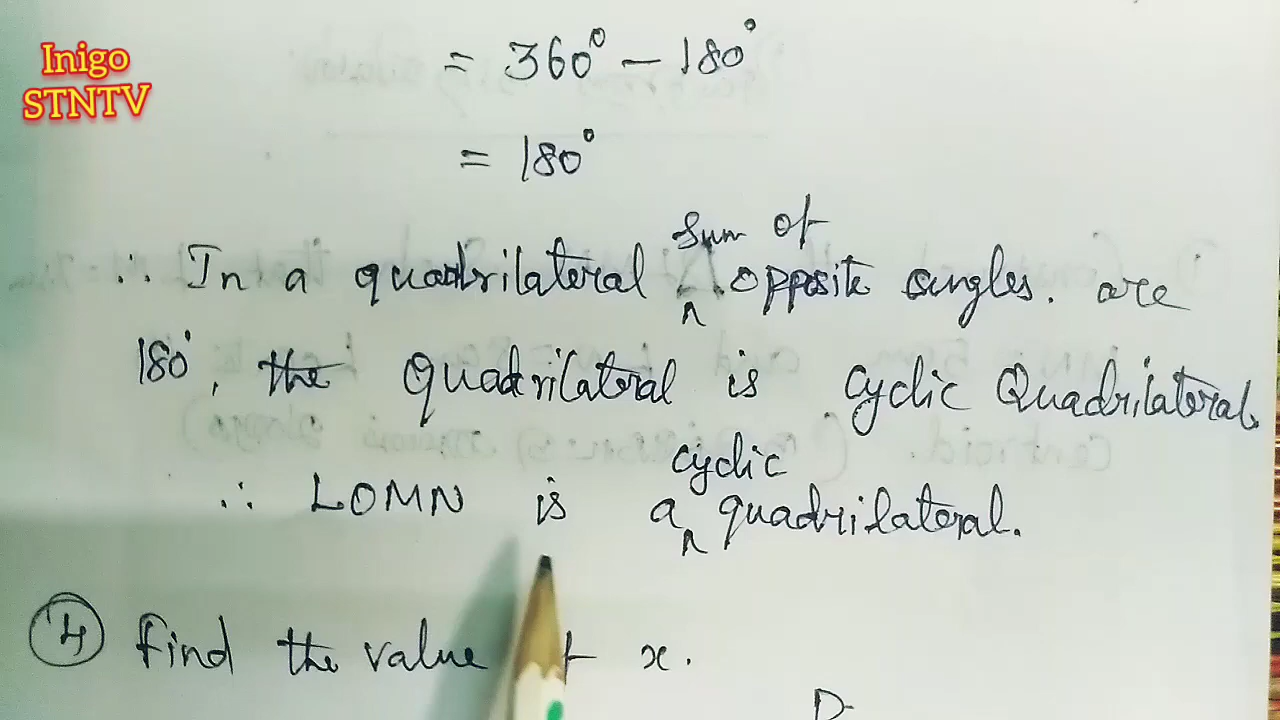 Inigo
STNTV
= 360° - 180°
= 180°
∴ In a quadrilateral sum of opposite angles. are
180°, the quadrilateral is cyclic Quadrilateral.
∴ LOMN is a cyclic quadrilateral.
4 find the value of x.
D